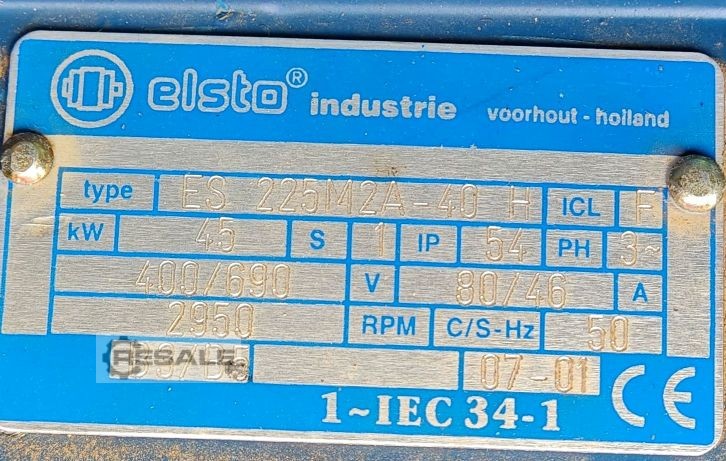 elsto® industrie voorhout - holland
type ES 225M2A-40 H ICL F
kW 45 S 1 IP 54 PH 3~
400/690 V 80/46 A
2950 RPM C/S-Hz 50
RESALE 07-01
1~IEC 34-1 CE